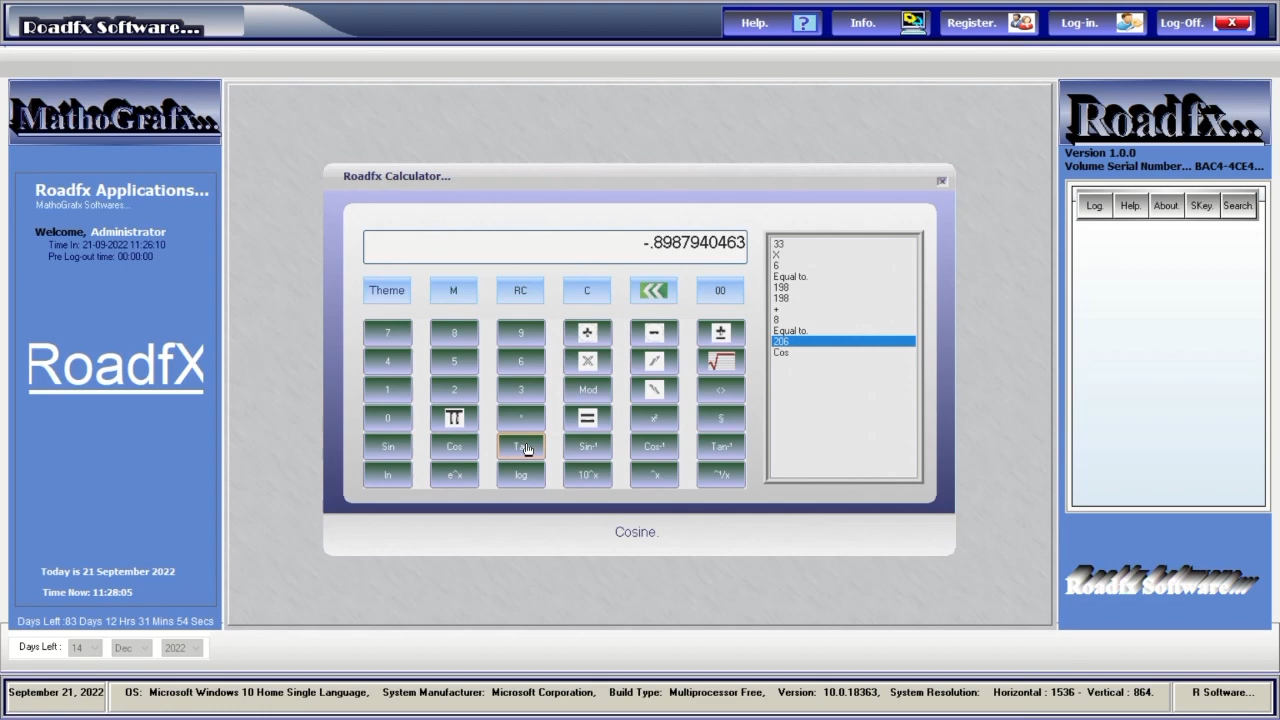 Roadfx Software...
Help. ?
Info.
Register.
Log-in.
Log-Off. X
MathoGrafx...
Roadfx Applications...
MathoGrafx Softwares...
Welcome, Administrator
Time In: 21-09-2022 11:26:10
Pre Log-out time: 00:00:00
RoadfX
Today is 21 September 2022
Time Now: 11:28:05
Days Left :83 Days 12 Hrs 31 Mins 54 Secs
Days Left : 14 Dec 2022
Roadfx Calculator...
-.8987940463
Theme M RC C 00
7 8 9 + - ±
4 5 6 X / √
1 2 3 Mod \ <>
0 π =  x² §
Sin Cos Tan Sin-¹ Cos-¹ Tan-¹
ln e^x log 10^x ^x ^1/x
33
X
6
Equal to.
198
198
+
8
Equal to.
206
Cos
Cosine.
Roadfx...
Version 1.0.0
Volume Serial Number... BAC4-4CE4...
Log. Help. About. SKey. Search.
Roadfx Software...
September 21, 2022
OS: Microsoft Windows 10 Home Single Language, System Manufacturer: Microsoft Corporation, Build Type: Multiprocessor Free, Version: 10.0.18363, System Resolution: Horizontal : 1536 - Vertical : 864.
R Software...